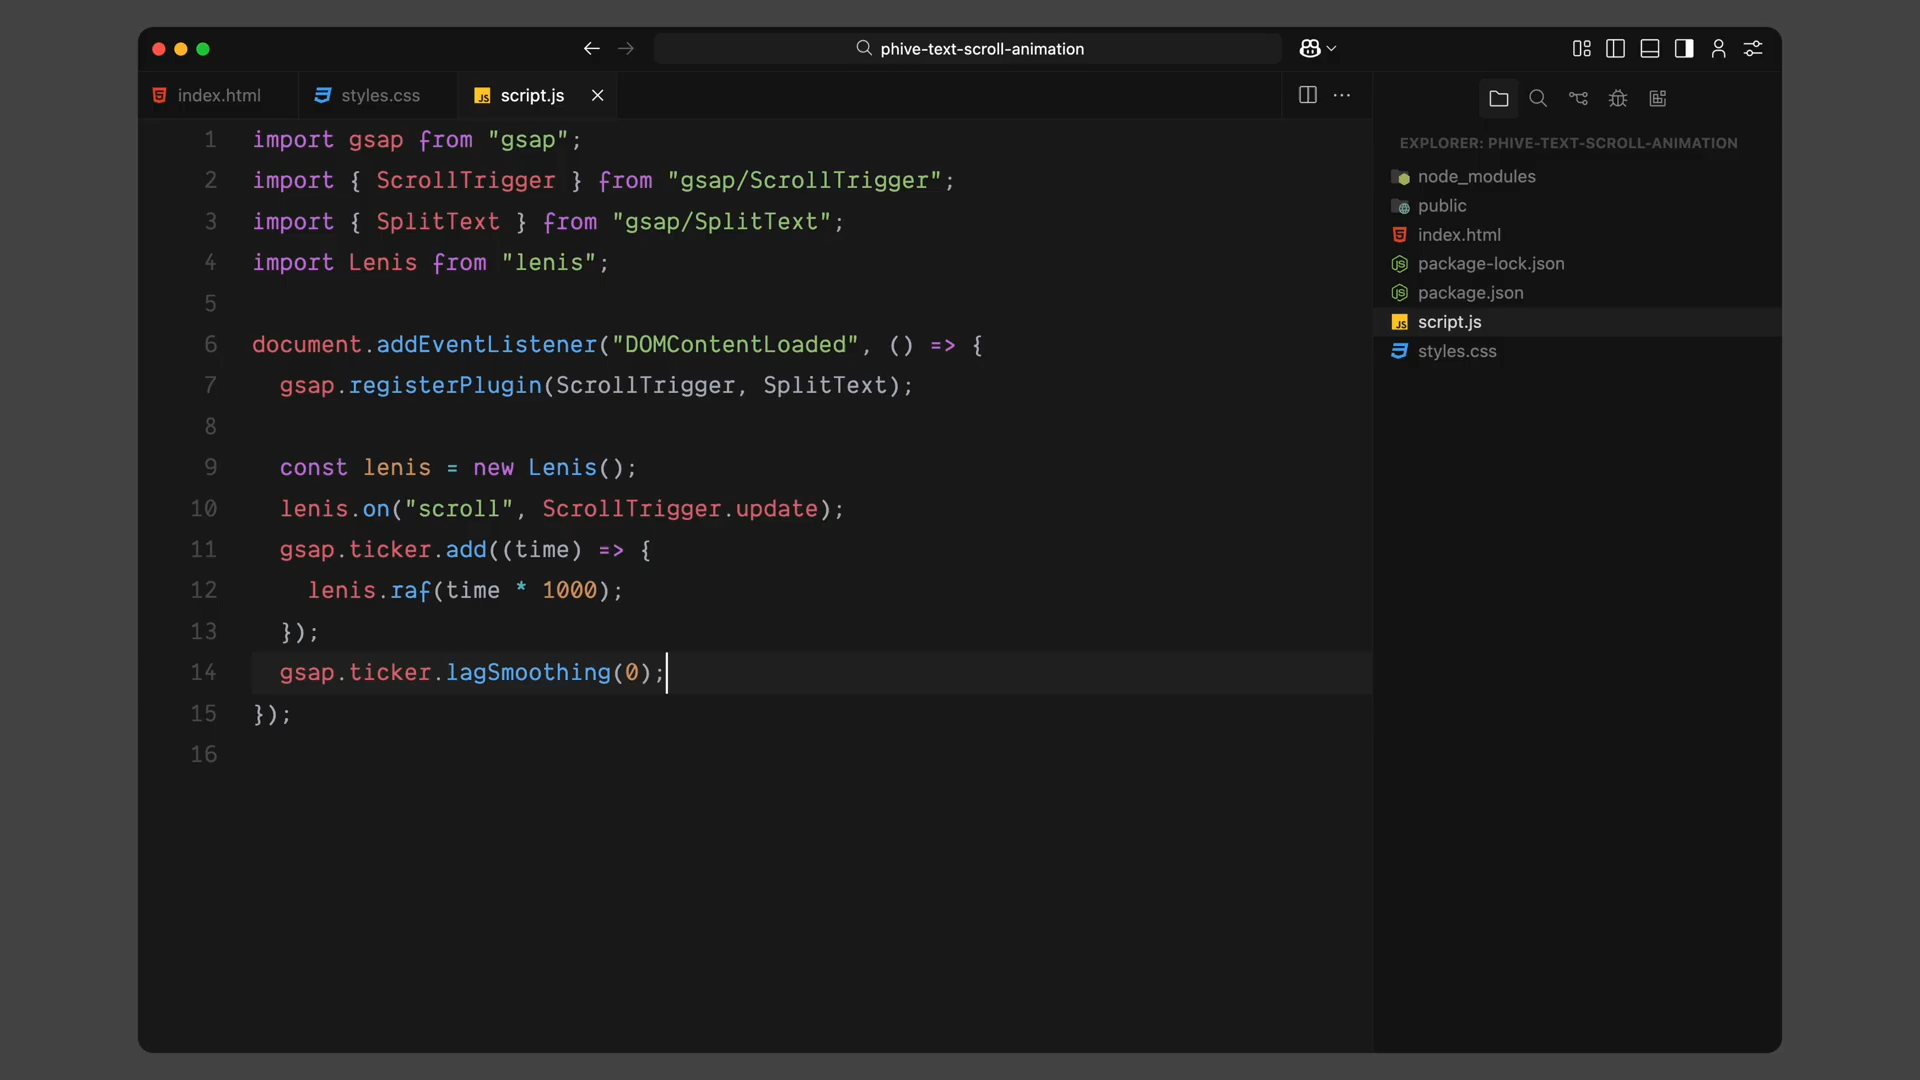 phive-text-scroll-animation
index.html
styles.css
script.js
1 import gsap from "gsap";
2 import { ScrollTrigger } from "gsap/ScrollTrigger";
3 import { SplitText } from "gsap/SplitText";
4 import Lenis from "lenis";
5
6 document.addEventListener("DOMContentLoaded", () => {
7 gsap.registerPlugin(ScrollTrigger, SplitText);
8
9 const lenis = new Lenis();
10 lenis.on("scroll", ScrollTrigger.update);
11 gsap.ticker.add((time) => {
12 lenis.raf(time * 1000);
13 });
14 gsap.ticker.lagSmoothing(0);
15 });
16
EXPLORER: PHIVE-TEXT-SCROLL-ANIMATION
node_modules
public
index.html
package-lock.json
package.json
script.js
styles.css